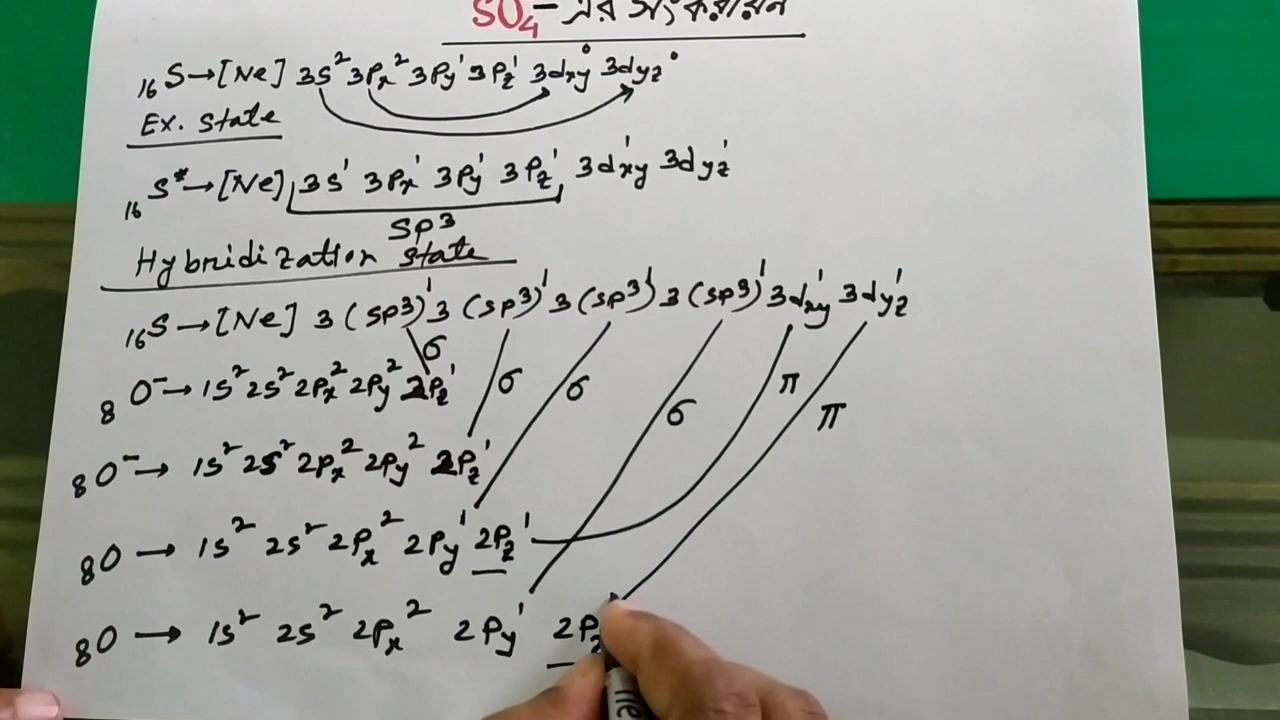 SO₄⁻ এর সংকরায়ন
₁₆S→[Ne] 3s² 3Pₓ² 3Py¹ 3Pz¹ 3dxy⁰ 3dyz⁰
Ex. State
₁₆S*→[Ne] 3s¹ 3Pₓ¹ 3Py¹ 3Pz¹ 3d¹xy 3dyz¹
SP³
Hybridization State
₁₆S→[Ne] 3(SP³)¹ 3(SP³)¹ 3(SP³)¹ 3(SP³)¹ 3dxy¹ 3dyz¹
σ
₈O⁻→ 1s² 2s² 2Pₓ² 2Py² 2Pz¹ σ σ σ π π
₈O⁻→ 1s² 2s² 2Pₓ² 2Py² 2Pz¹
₈O→ 1s² 2s² 2Pₓ² 2Py¹ 2Pz¹
₈O→ 1s² 2s² 2Pₓ² 2Py¹ 2Pz